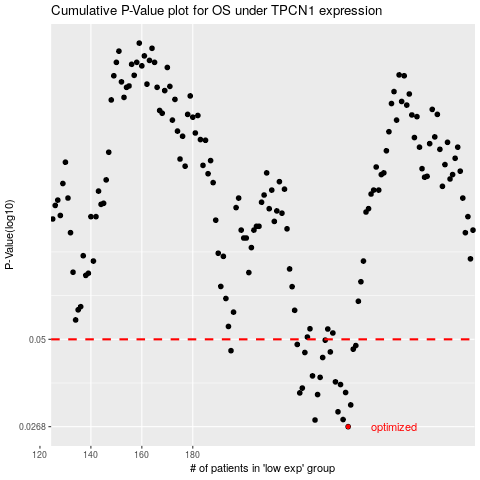 Cumulative P-Value plot for OS under TPCN1 expression
P-Value(log10)
0.05
0.0268
optimized
120 140 160 180
# of patients in 'low exp' group